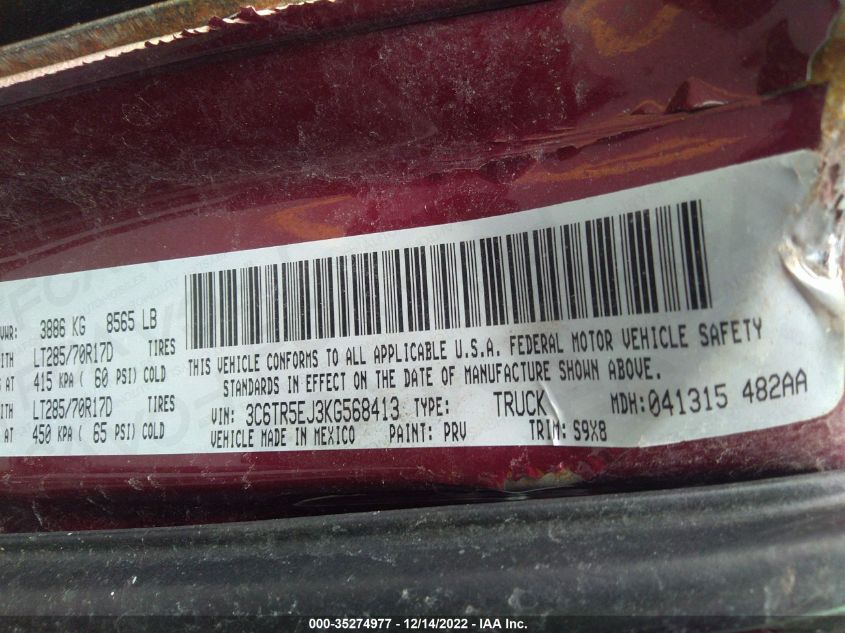 VWR: 3886 KG 8565 LB
ITH LT285/70R17D TIRES
S AT 415 KPA ( 60 PSI) COLD
ITH LT285/70R17D TIRES
AT 450 KPA ( 65 PSI) COLD
THIS VEHICLE CONFORMS TO ALL APPLICABLE U.S.A. FEDERAL MOTOR VEHICLE SAFETY
STANDARDS IN EFFECT ON THE DATE OF MANUFACTURE SHOWN ABOVE.
VIN: 3C6TR5EJ3KG568413 TYPE: TRUCK MDH:041315 482AA
VEHICLE MADE IN MEXICO PAINT: PRV TRIM: S9X8
000-35274977 - 12/14/2022 - IAA Inc.